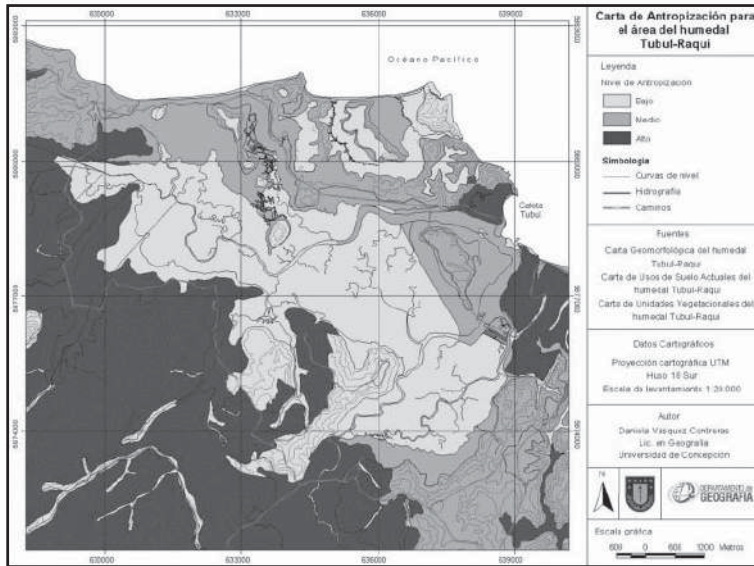 630000 633000 636000 639000
Océano Pacífico
Caleta
Tubul
630000 633000 636000 639000
Carta de Antropización para
el área del humedal
Tubul-Raqui
Leyenda
Nivel de Antropización
Bajo
Medio
Alto
Simbología
Curvas de nivel
Hidrografía
Caminos
Fuentes
Carta Geomorfológica del humedal
Tubul-Raqui
Carta de Usos de Suelo Actuales del
humedal Tubul-Raqui
Carta de Unidades Vegetacionales del
humedal Tubul-Raqui
Datos Cartográficos
Proyección cartográfica UTM
Huso 18 Sur
Escala de levantamiento
Autor
Daniela Vásquez Contreras
Lic. en Geografía
Universidad de Concepción
DEPARTAMENTO de
GEOGRAFÍA
Escala gráfica
600 0 600 1200 Metros